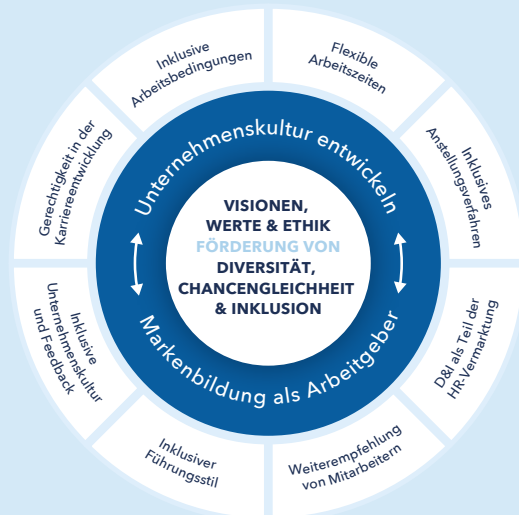 Flexible
Arbeitszeiten
Inklusives
Anstellungsverfahren
D&I als Teil der
HR-Vermarktung
Weiterempfehlung
von Mitarbeitern
Inklusiver
Führungsstil
Inklusive
Unternehmenskultur
und Feedback
Gerechtigkeit in der
Karriereentwicklung
Inklusive
Arbeitsbedingungen
Unternehmenskultur entwickeln
Markenbildung als Arbeitgeber
VISIONEN,
WERTE & ETHIK
FÖRDERUNG VON
DIVERSITÄT,
CHANCENGLEICHHEIT
& INKLUSION